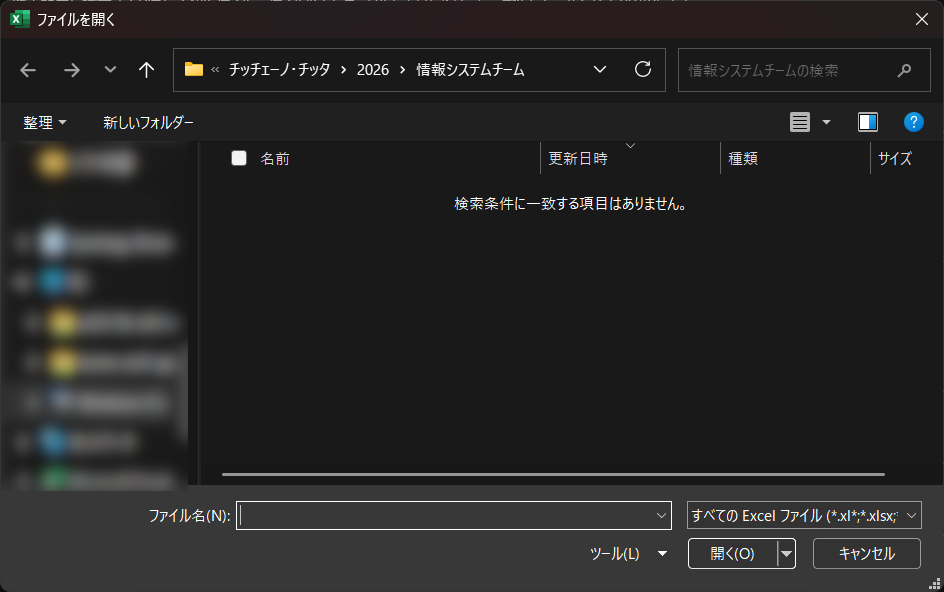 ファイルを開く
« チッチェーノ・チッタ › 2026 › 情報システムチーム
情報システムチームの検索
整理
新しいフォルダー
名前
更新日時
種類
サイズ
検索条件に一致する項目はありません。
ファイル名(N):
すべての Excel ファイル (*.xl*;*.xlsx;
ツール(L)
開く(O)
キャンセル